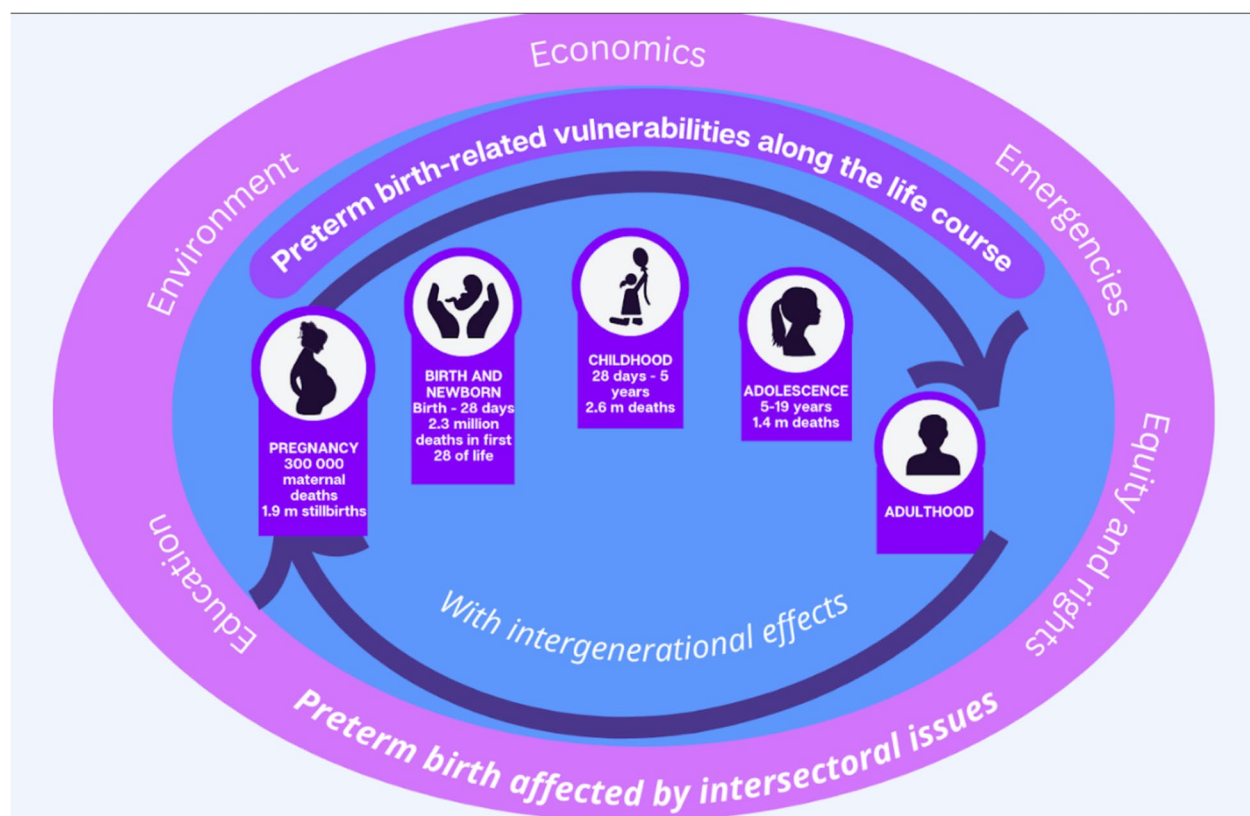 Economics
Environment
Emergencies
Preterm birth-related vulnerabilities along the life course
PREGNANCY
300 000
maternal
deaths
1.9 m stillbirths
BIRTH AND
NEWBORN
Birth - 28 days
2.3 million
deaths in first
28 of life
CHILDHOOD
28 days - 5
years
2.6 m deaths
ADOLESCENCE
5-19 years
1.4 m deaths
ADULTHOOD
Equity and rights
Education
With intergenerational effects
Preterm birth affected by intersectoral issues